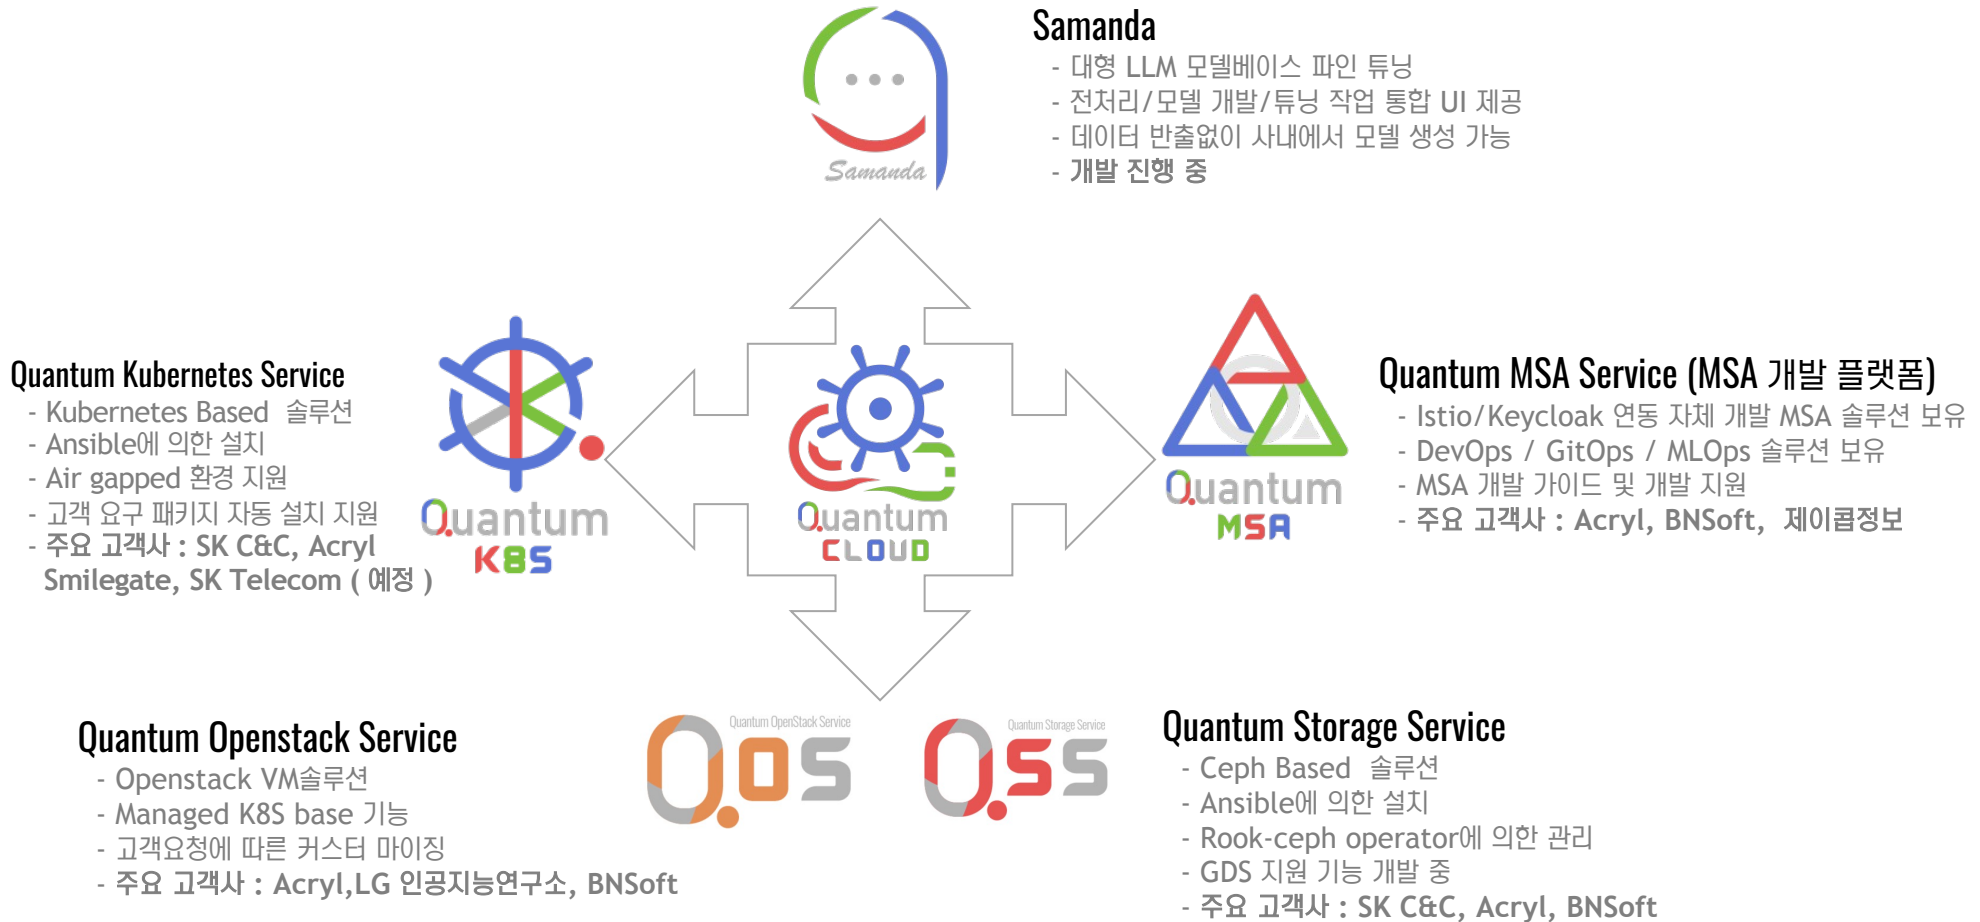 Samanda
- 대형 LLM 모델베이스 파인 튜닝
- 전처리/모델 개발/튜닝 작업 통합 UI 제공
- 데이터 반출없이 사내에서 모델 생성 가능
- 개발 진행 중
Samanda
Quantum Kubernetes Service
- Kubernetes Based 솔루션
- Ansible에 의한 설치
- Air gapped 환경 지원
- 고객 요구 패키지 자동 설치 지원
- 주요 고객사 : SK C&C, Acryl
Smilegate, SK Telecom ( 예정 )
Quantum
K8S
Quantum
CLOUD
Quantum
MSA
Quantum MSA Service (MSA 개발 플랫폼)
- Istio/Keycloak 연동 자체 개발 MSA 솔루션 보유
- DevOps / GitOps / MLOps 솔루션 보유
- MSA 개발 가이드 및 개발 지원
- 주요 고객사 : Acryl, BNSoft, 제이콥정보
Quantum Openstack Service
- Openstack VM솔루션
- Managed K8S base 기능
- 고객요청에 따른 커스터 마이징
- 주요 고객사 : Acryl,LG 인공지능연구소, BNSoft
Quantum OpenStack Service
Q.OS
Quantum Storage Service
Q.SS
Quantum Storage Service
- Ceph Based 솔루션
- Ansible에 의한 설치
- Rook-ceph operator에 의한 관리
- GDS 지원 기능 개발 중
- 주요 고객사 : SK C&C, Acryl, BNSoft